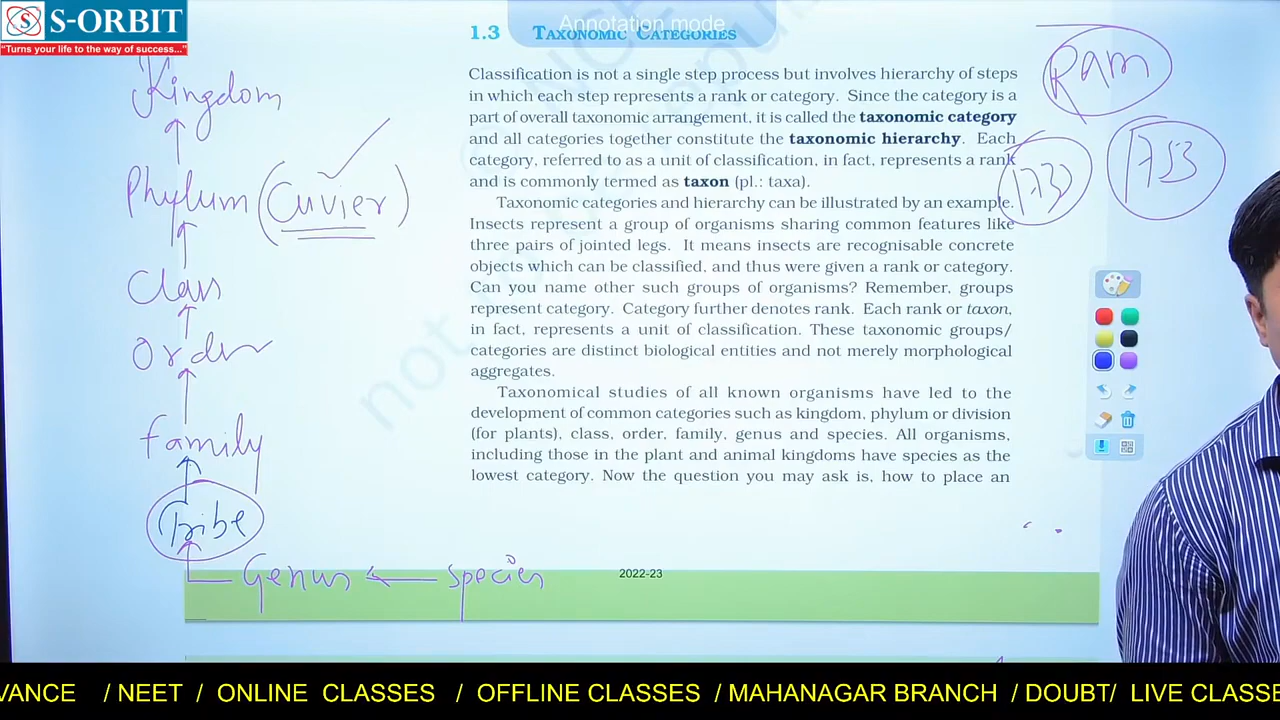 S-ORBIT
"Turns your life to the way of success..."
Annotation mode
1.3 TAXONOMIC CATEGORIES
Classification is not a single step process but involves hierarchy of steps
in which each step represents a rank or category. Since the category is a
part of overall taxonomic arrangement, it is called the taxonomic category
and all categories together constitute the taxonomic hierarchy. Each
category, referred to as a unit of classification, in fact, represents a rank
and is commonly termed as taxon (pl.: taxa).
Taxonomic categories and hierarchy can be illustrated by an example.
Insects represent a group of organisms sharing common features like
three pairs of jointed legs. It means insects are recognisable concrete
objects which can be classified, and thus were given a rank or category.
Can you name other such groups of organisms? Remember, groups
represent category. Category further denotes rank. Each rank or taxon,
in fact, represents a unit of classification. These taxonomic groups/
categories are distinct biological entities and not merely morphological
aggregates.
Taxonomical studies of all known organisms have led to the
development of common categories such as kingdom, phylum or division
(for plants), class, order, family, genus and species. All organisms,
including those in the plant and animal kingdoms have species as the
lowest category. Now the question you may ask is, how to place an
2022-23
Kingdom
Phylum (Cuvier)
Class
Order
family
Tribe
Genus species
Ram
1753
not
VANCE / NEET / ONLINE CLASSES / OFFLINE CLASSES / MAHANAGAR BRANCH / DOUBT/ LIVE CLASSE